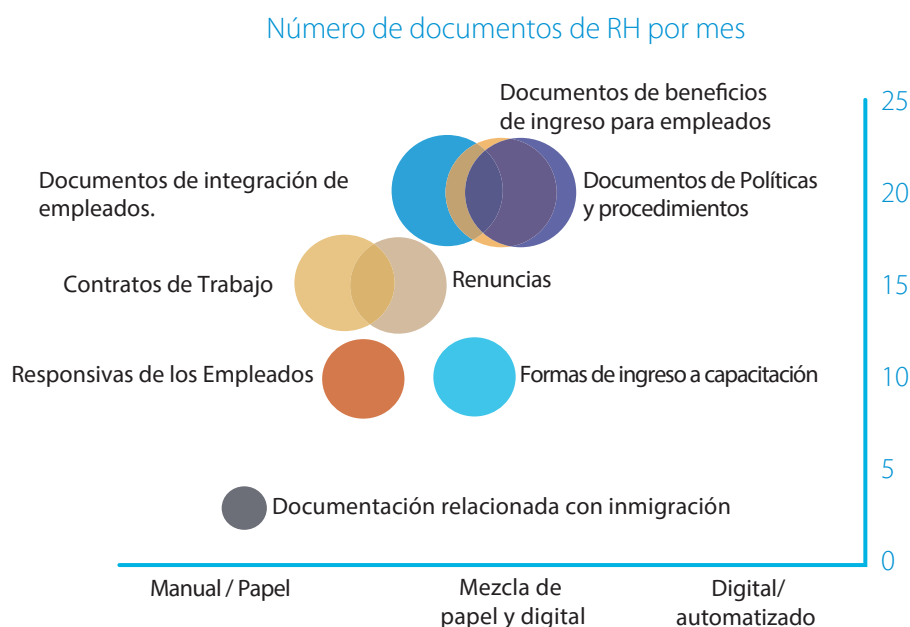 Número de documentos de RH por mes
Documentos de beneficios
de ingreso para empleados
25
Documentos de integración de
empleados.
Documentos de Políticas
y procedimientos
20
Contratos de Trabajo
Renuncias
15
Responsivas de los Empleados
Formas de ingreso a capacitación
10
5
Documentación relacionada con inmigración
0
Manual / Papel
Mezcla de
papel y digital
Digital/
automatizado